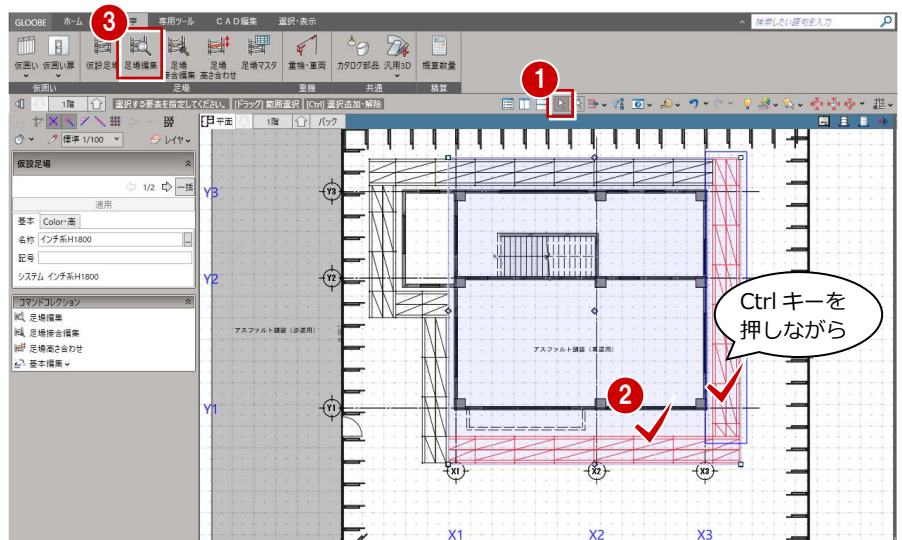 GLOOBE ホーム 3 専用ツール CAD編集 選択・表示 検索したい語句を入力
仮囲い 仮囲い扉 仮設足場 足場編集 足場 足場 足場マスタ 重機・車両 カタログ部品 汎用3D 概算数量
接合編集 高さ合わせ
仮囲い 足場 重機 共通 積算
1
1階 選択する要素を指定してください。 [ドラッグ] 範囲選択 [Ctrl] 選択追加・解除
平面 1階 バック
標準 1/100 レイヤ
仮設足場
1/2 一括
適用
基本 Color・高
名称 インチ系H1800
記号
システム インチ系H1800
コマンドコレクション
足場編集
足場接合編集
足場高さ合わせ
基本編集
Y3 Y3
Y2 Y2
Ctrl キーを
押しながら
アスファルト舗装 (歩道用)
アスファルト舗装 (車道用)
2
Y1 Y1
X1 X2 X3
X1 X2 X3